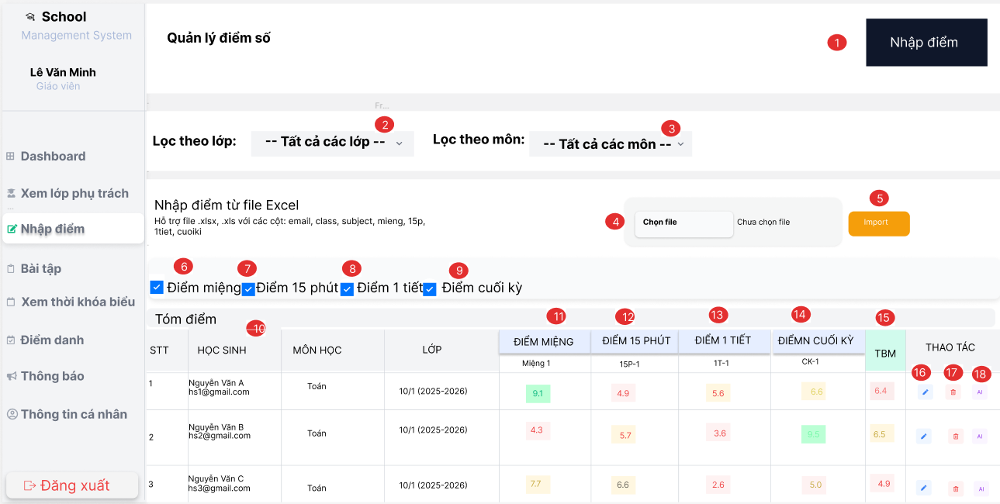 School
Management System
Lê Văn Minh
Giáo viên
Dashboard
Xem lớp phụ trách
...
Nhập điểm
Bài tập
Xem thời khóa biểu
Điểm danh
Thông báo
Thông tin cá nhân
Đăng xuất
Quản lý điểm số
1
Nhập điểm
Fr...
2
3
Lọc theo lớp:
-- Tất cả các lớp --
Lọc theo môn:
-- Tất cả các môn --
Nhập điểm từ file Excel
Hỗ trợ file .xlsx, .xls với các cột: email, class, subject, mieng, 15p,
1tiet, cuoiki
4
Chọn file
Chưa chọn file
5
Import
6
7
8
9
Điểm miệng
Điểm 15 phút
Điểm 1 tiết
Điểm cuối kỳ
Tóm điểm
10
11
12
13
14
15
STT
HỌC SINH
MÔN HỌC
LỚP
ĐIỂM MIỆNG
ĐIỂM 15 PHÚT
ĐIỂM 1 TIẾT
ĐIỂMN CUỐI KỲ
TBM
THAO TÁC
Miệng 1
15P-1
1T-1
CK-1
16
17
18
1
Nguyễn Văn A
hs1@gmail.com
Toán
10/1 (2025-2026)
9.1
4.9
5.6
6.6
6.4
AI
2
Nguyễn Văn B
hs2@gmail.com
Toán
10/1 (2025-2026)
4.3
5.7
3.6
9.5
6.5
AI
3
Nguyễn Văn C
hs3@gmail.com
Toán
10/1 (2025-2026)
7.7
6.6
2.6
5.0
4.9
AI